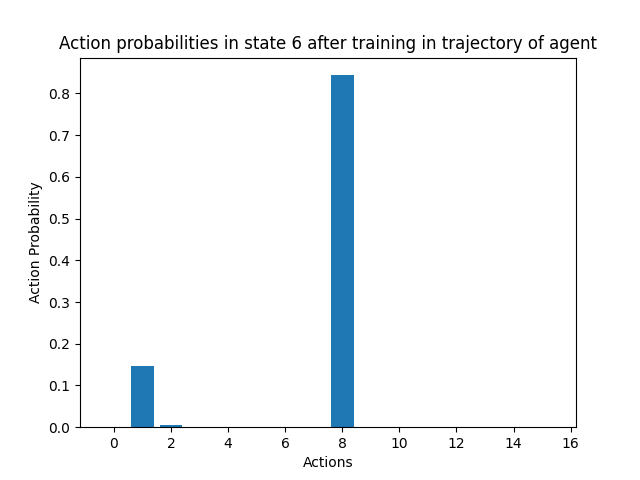 Action probabilities in state 6 after training in trajectory of agent
Action Probability
0.8
0.7
0.6
0.5
0.4
0.3
0.2
0.1
0.0
0 2 4 6 8 10 12 14 16
Actions